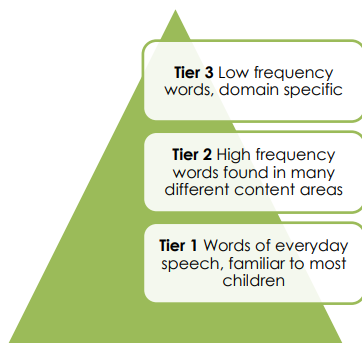 Tier 3 Low frequency
words, domain specific
Tier 2 High frequency
words found in many
different content areas
Tier 1 Words of everyday
speech, familiar to most
children